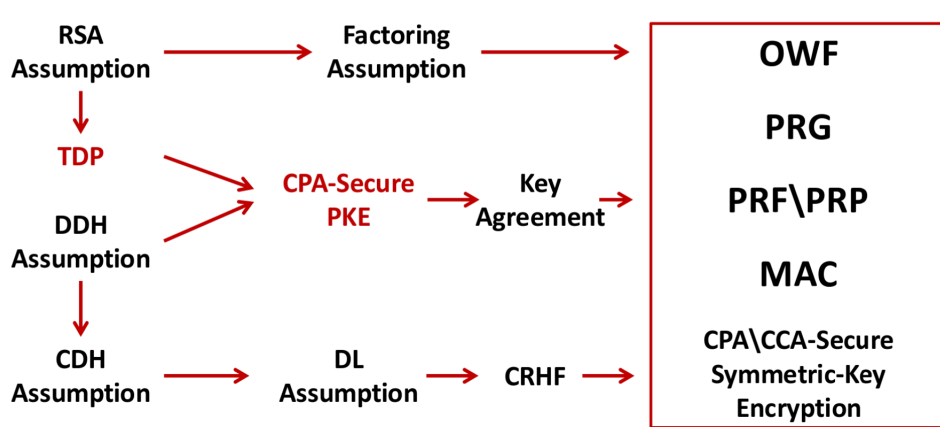 RSA
Assumption
Factoring
Assumption
OWF
PRG
TDP
CPA-Secure
PKE
Key
Agreement
PRF\PRP
DDH
Assumption
MAC
CDH
Assumption
DL
Assumption
CRHF
CPA\CCA-Secure
Symmetric-Key
Encryption